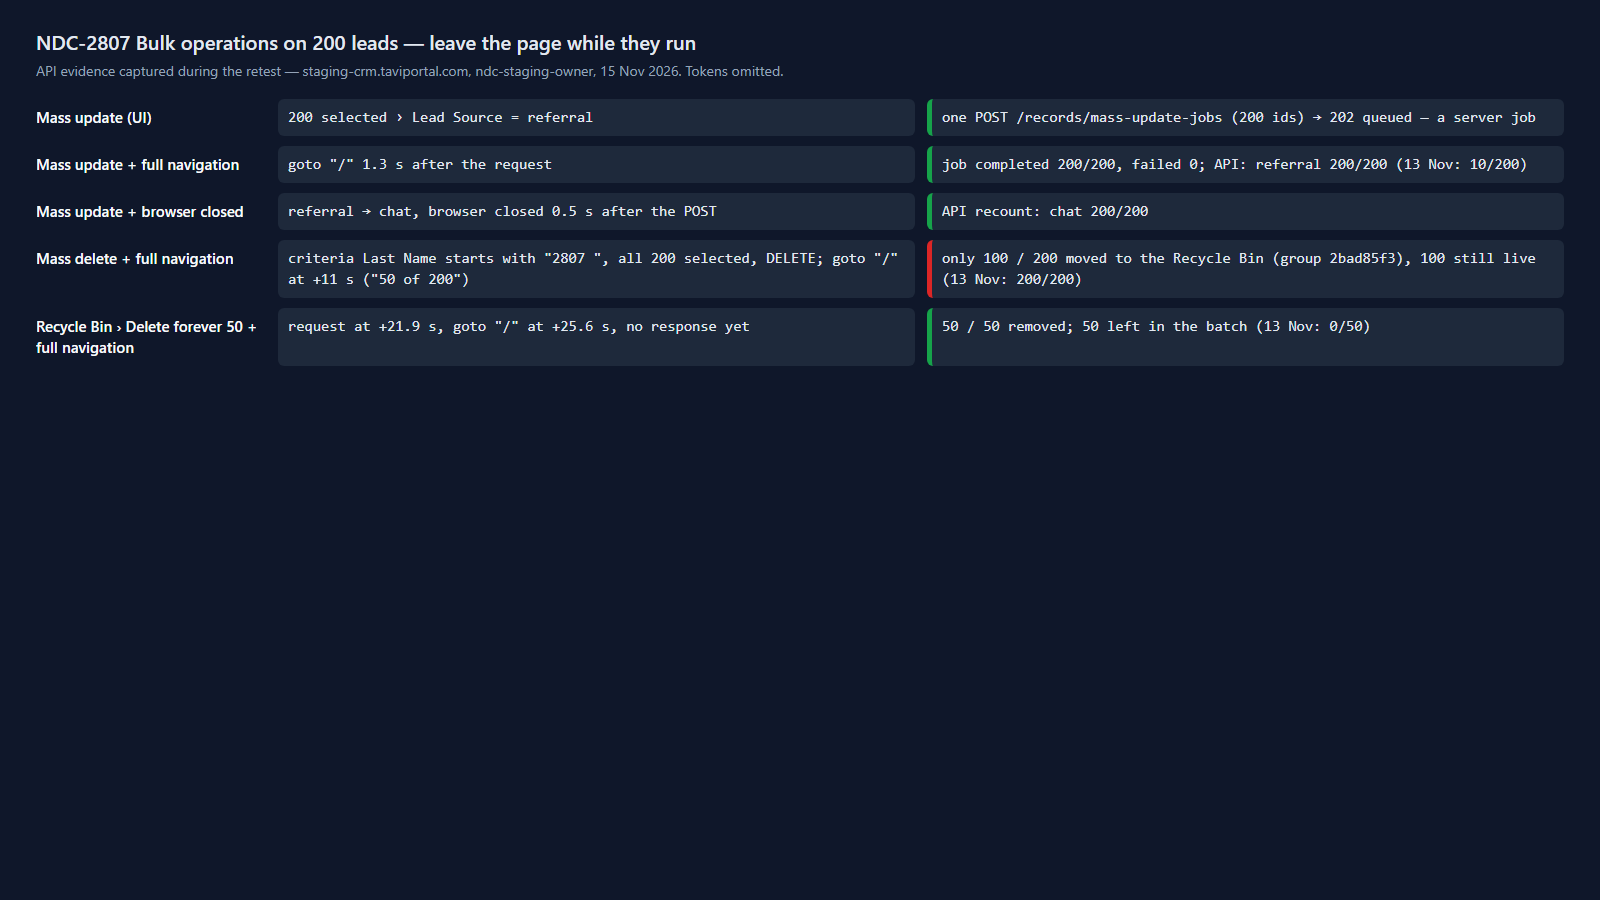 NDC-2807 Bulk operations on 200 leads — leave the page while they run
API evidence captured during the retest — staging-crm.taviportal.com, ndc-staging-owner, 15 Nov 2026. Tokens omitted.
Mass update (UI)
200 selected › Lead Source = referral
one POST /records/mass-update-jobs (200 ids) → 202 queued — a server job
Mass update + full navigation
goto "/" 1.3 s after the request
job completed 200/200, failed 0; API: referral 200/200 (13 Nov: 10/200)
Mass update + browser closed
referral → chat, browser closed 0.5 s after the POST
API recount: chat 200/200
Mass delete + full navigation
criteria Last Name starts with "2807 ", all 200 selected, DELETE; goto "/"
at +11 s ("50 of 200")
only 100 / 200 moved to the Recycle Bin (group 2bad85f3), 100 still live
(13 Nov: 200/200)
Recycle Bin › Delete forever 50 +
full navigation
request at +21.9 s, goto "/" at +25.6 s, no response yet
50 / 50 removed; 50 left in the batch (13 Nov: 0/50)